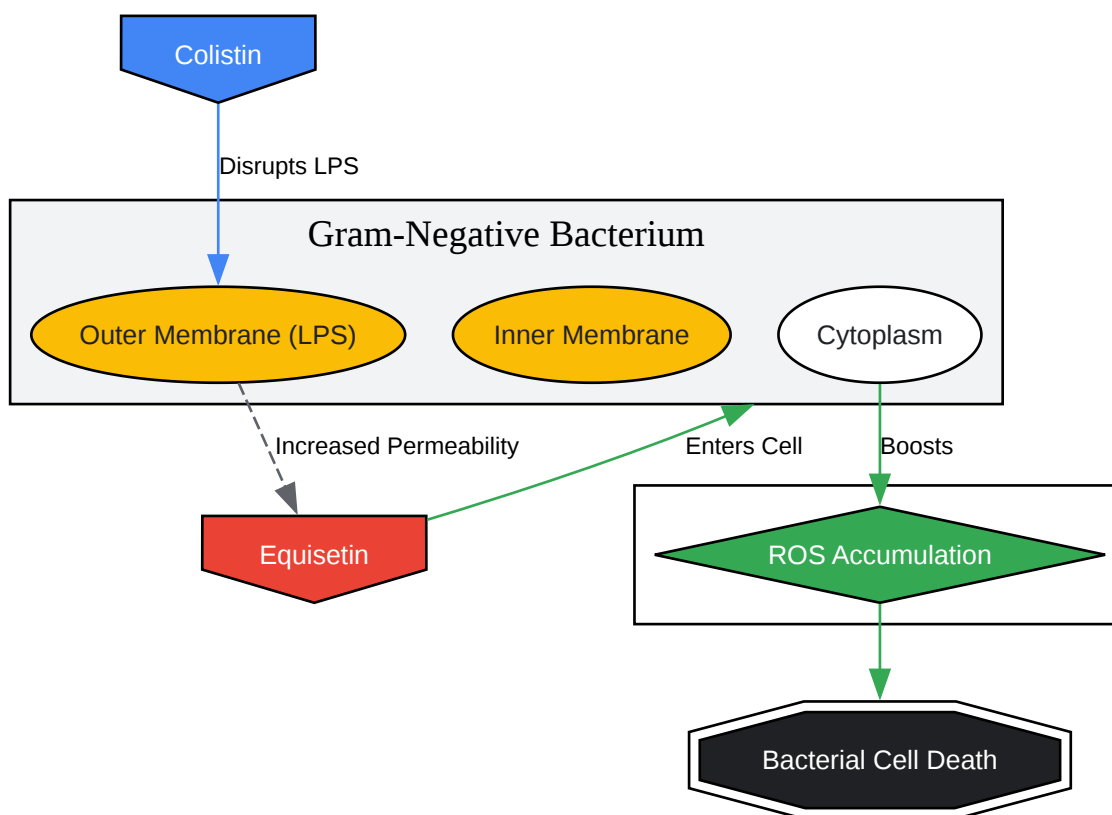 Colistin
Disrupts LPS
Gram-Negative Bacterium
Outer Membrane (LPS)
Inner Membrane
Cytoplasm
Increased Permeability
Enters Cell
Boosts
Equisetin
ROS Accumulation
Bacterial Cell Death